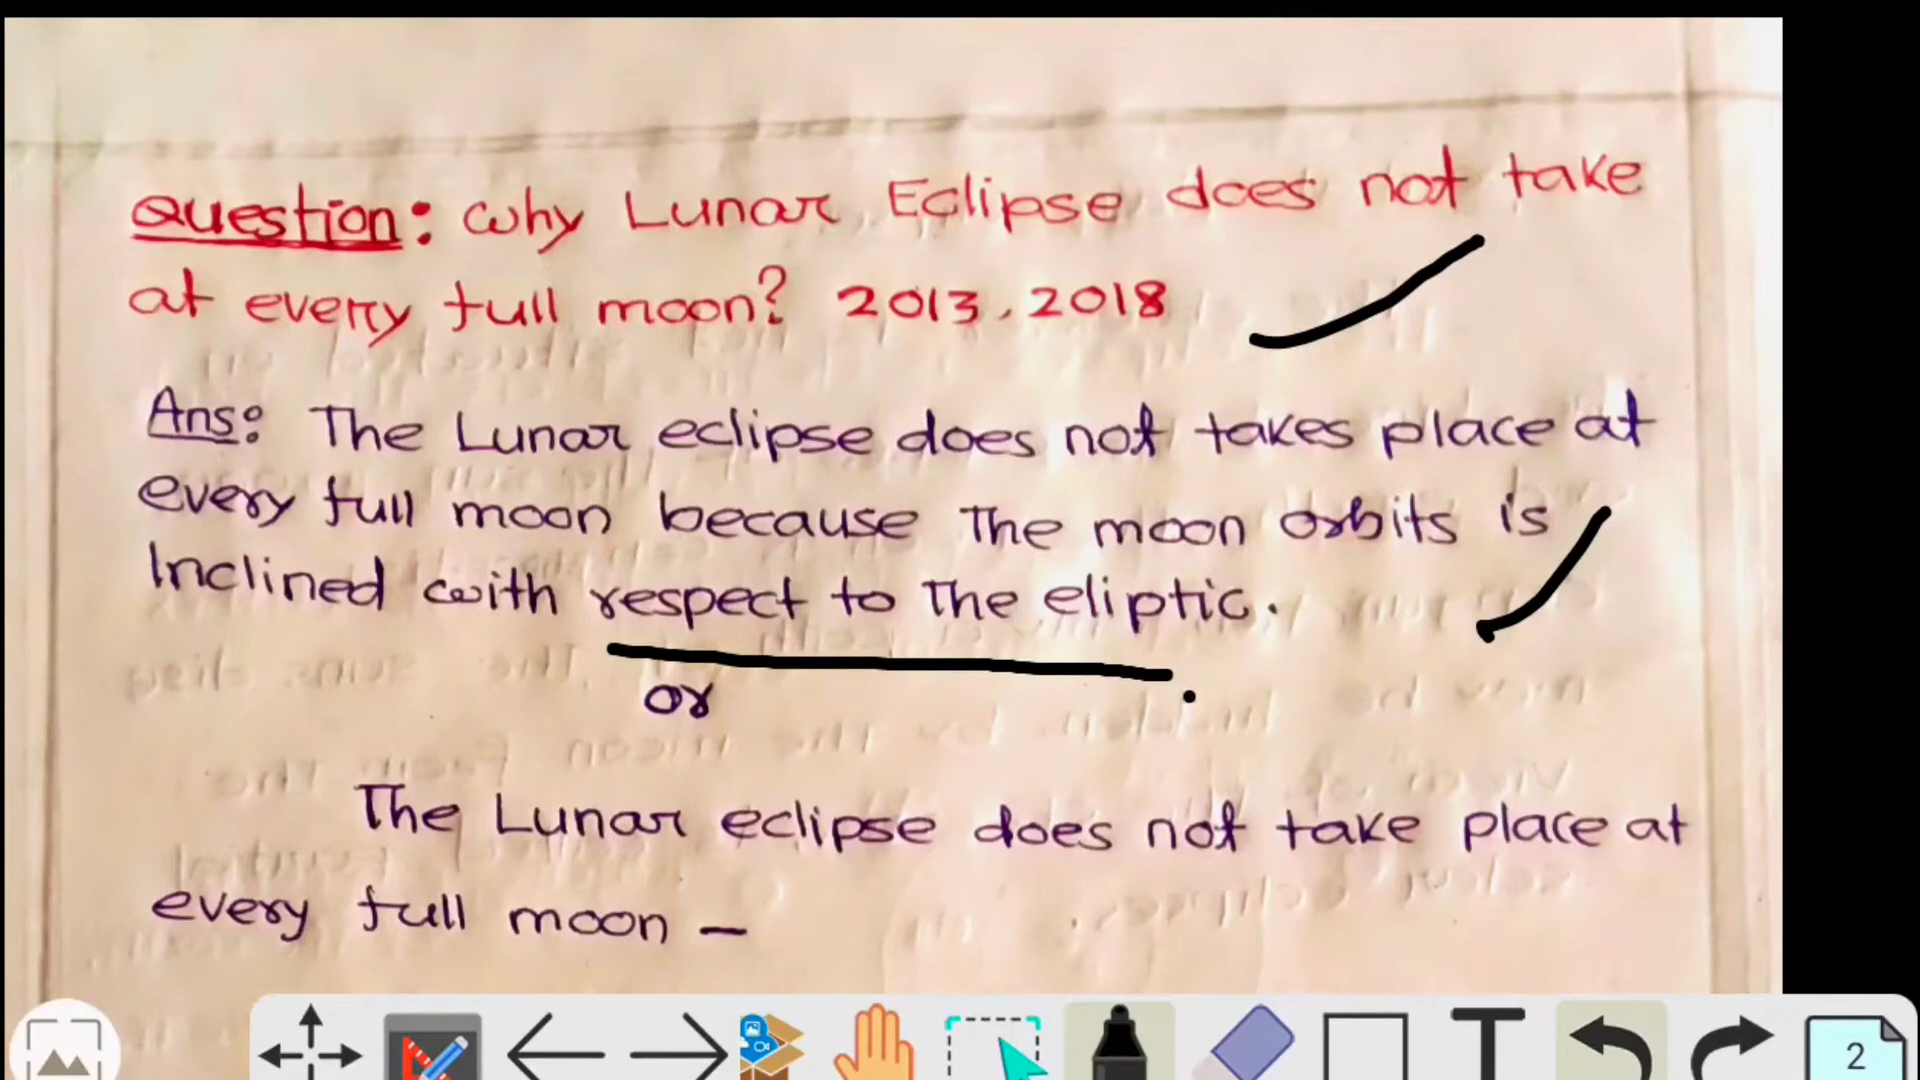 Question: why Lunar Eclipse does not take
at every full moon? 2013, 2018
Ans: The Lunar eclipse does not takes place at
every full moon because The moon orbits is
Inclined with respect to The eliptic.
or
The Lunar eclipse does not take place at
every full moon –
T
2